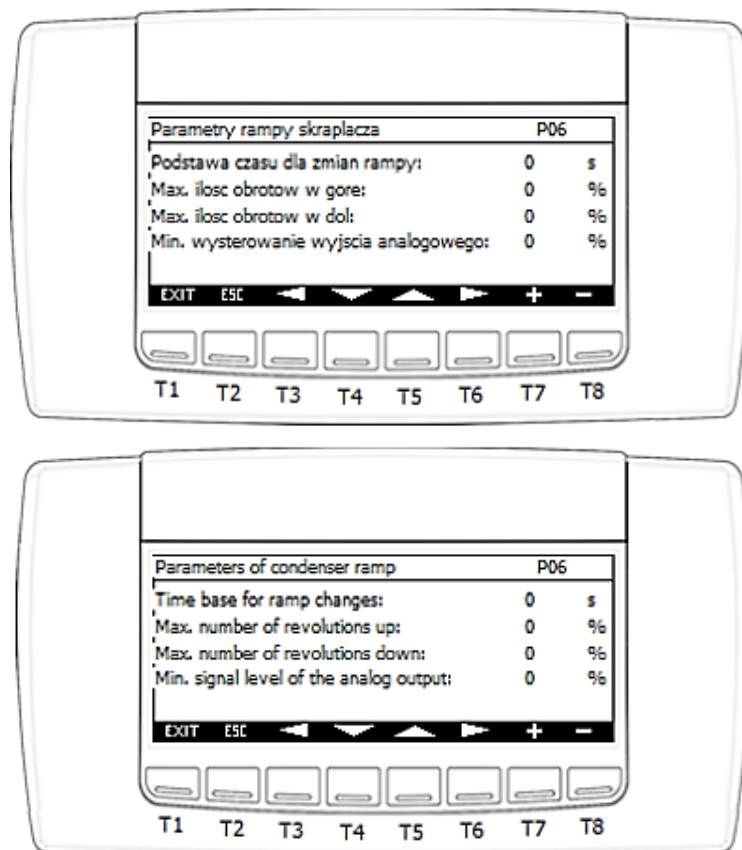 Parametry rampy skraplacza P06
Podstawa czasu dla zmian rampy: 0 s
Max. ilosc obrotow w gore: 0 %
Max. ilosc obrotow w dol: 0 %
Min. wysterowanie wyjscia analogowego: 0 %
EXIT ESC + -
T1 T2 T3 T4 T5 T6 T7 T8
Parameters of condenser ramp P06
Time base for ramp changes: 0 s
Max. number of revolutions up: 0 %
Max. number of revolutions down: 0 %
Min. signal level of the analog output: 0 %
EXIT ESC + -
T1 T2 T3 T4 T5 T6 T7 T8